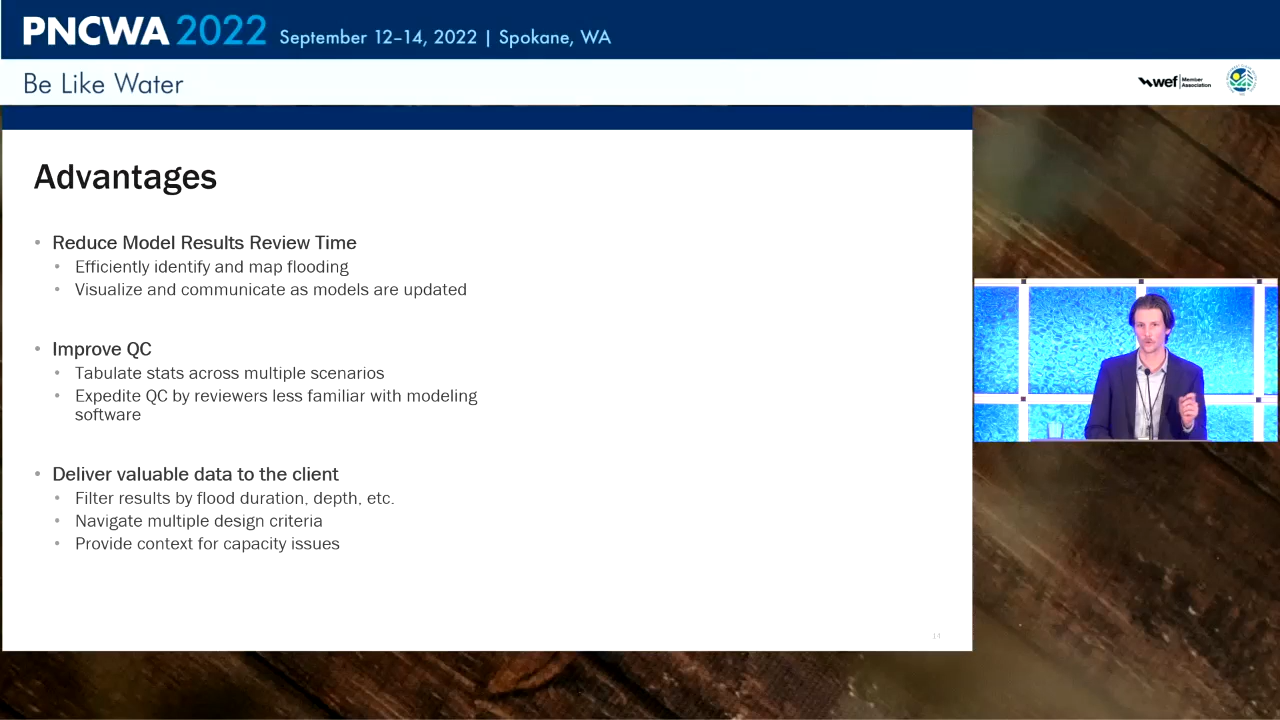 PNCWA 2022 September 12–14, 2022 | Spokane, WA
Be Like Water
wef Member Association
Advantages
• Reduce Model Results Review Time
• Efficiently identify and map flooding
• Visualize and communicate as models are updated
• Improve QC
• Tabulate stats across multiple scenarios
• Expedite QC by reviewers less familiar with modeling
software
• Deliver valuable data to the client
• Filter results by flood duration, depth, etc.
• Navigate multiple design criteria
• Provide context for capacity issues
14